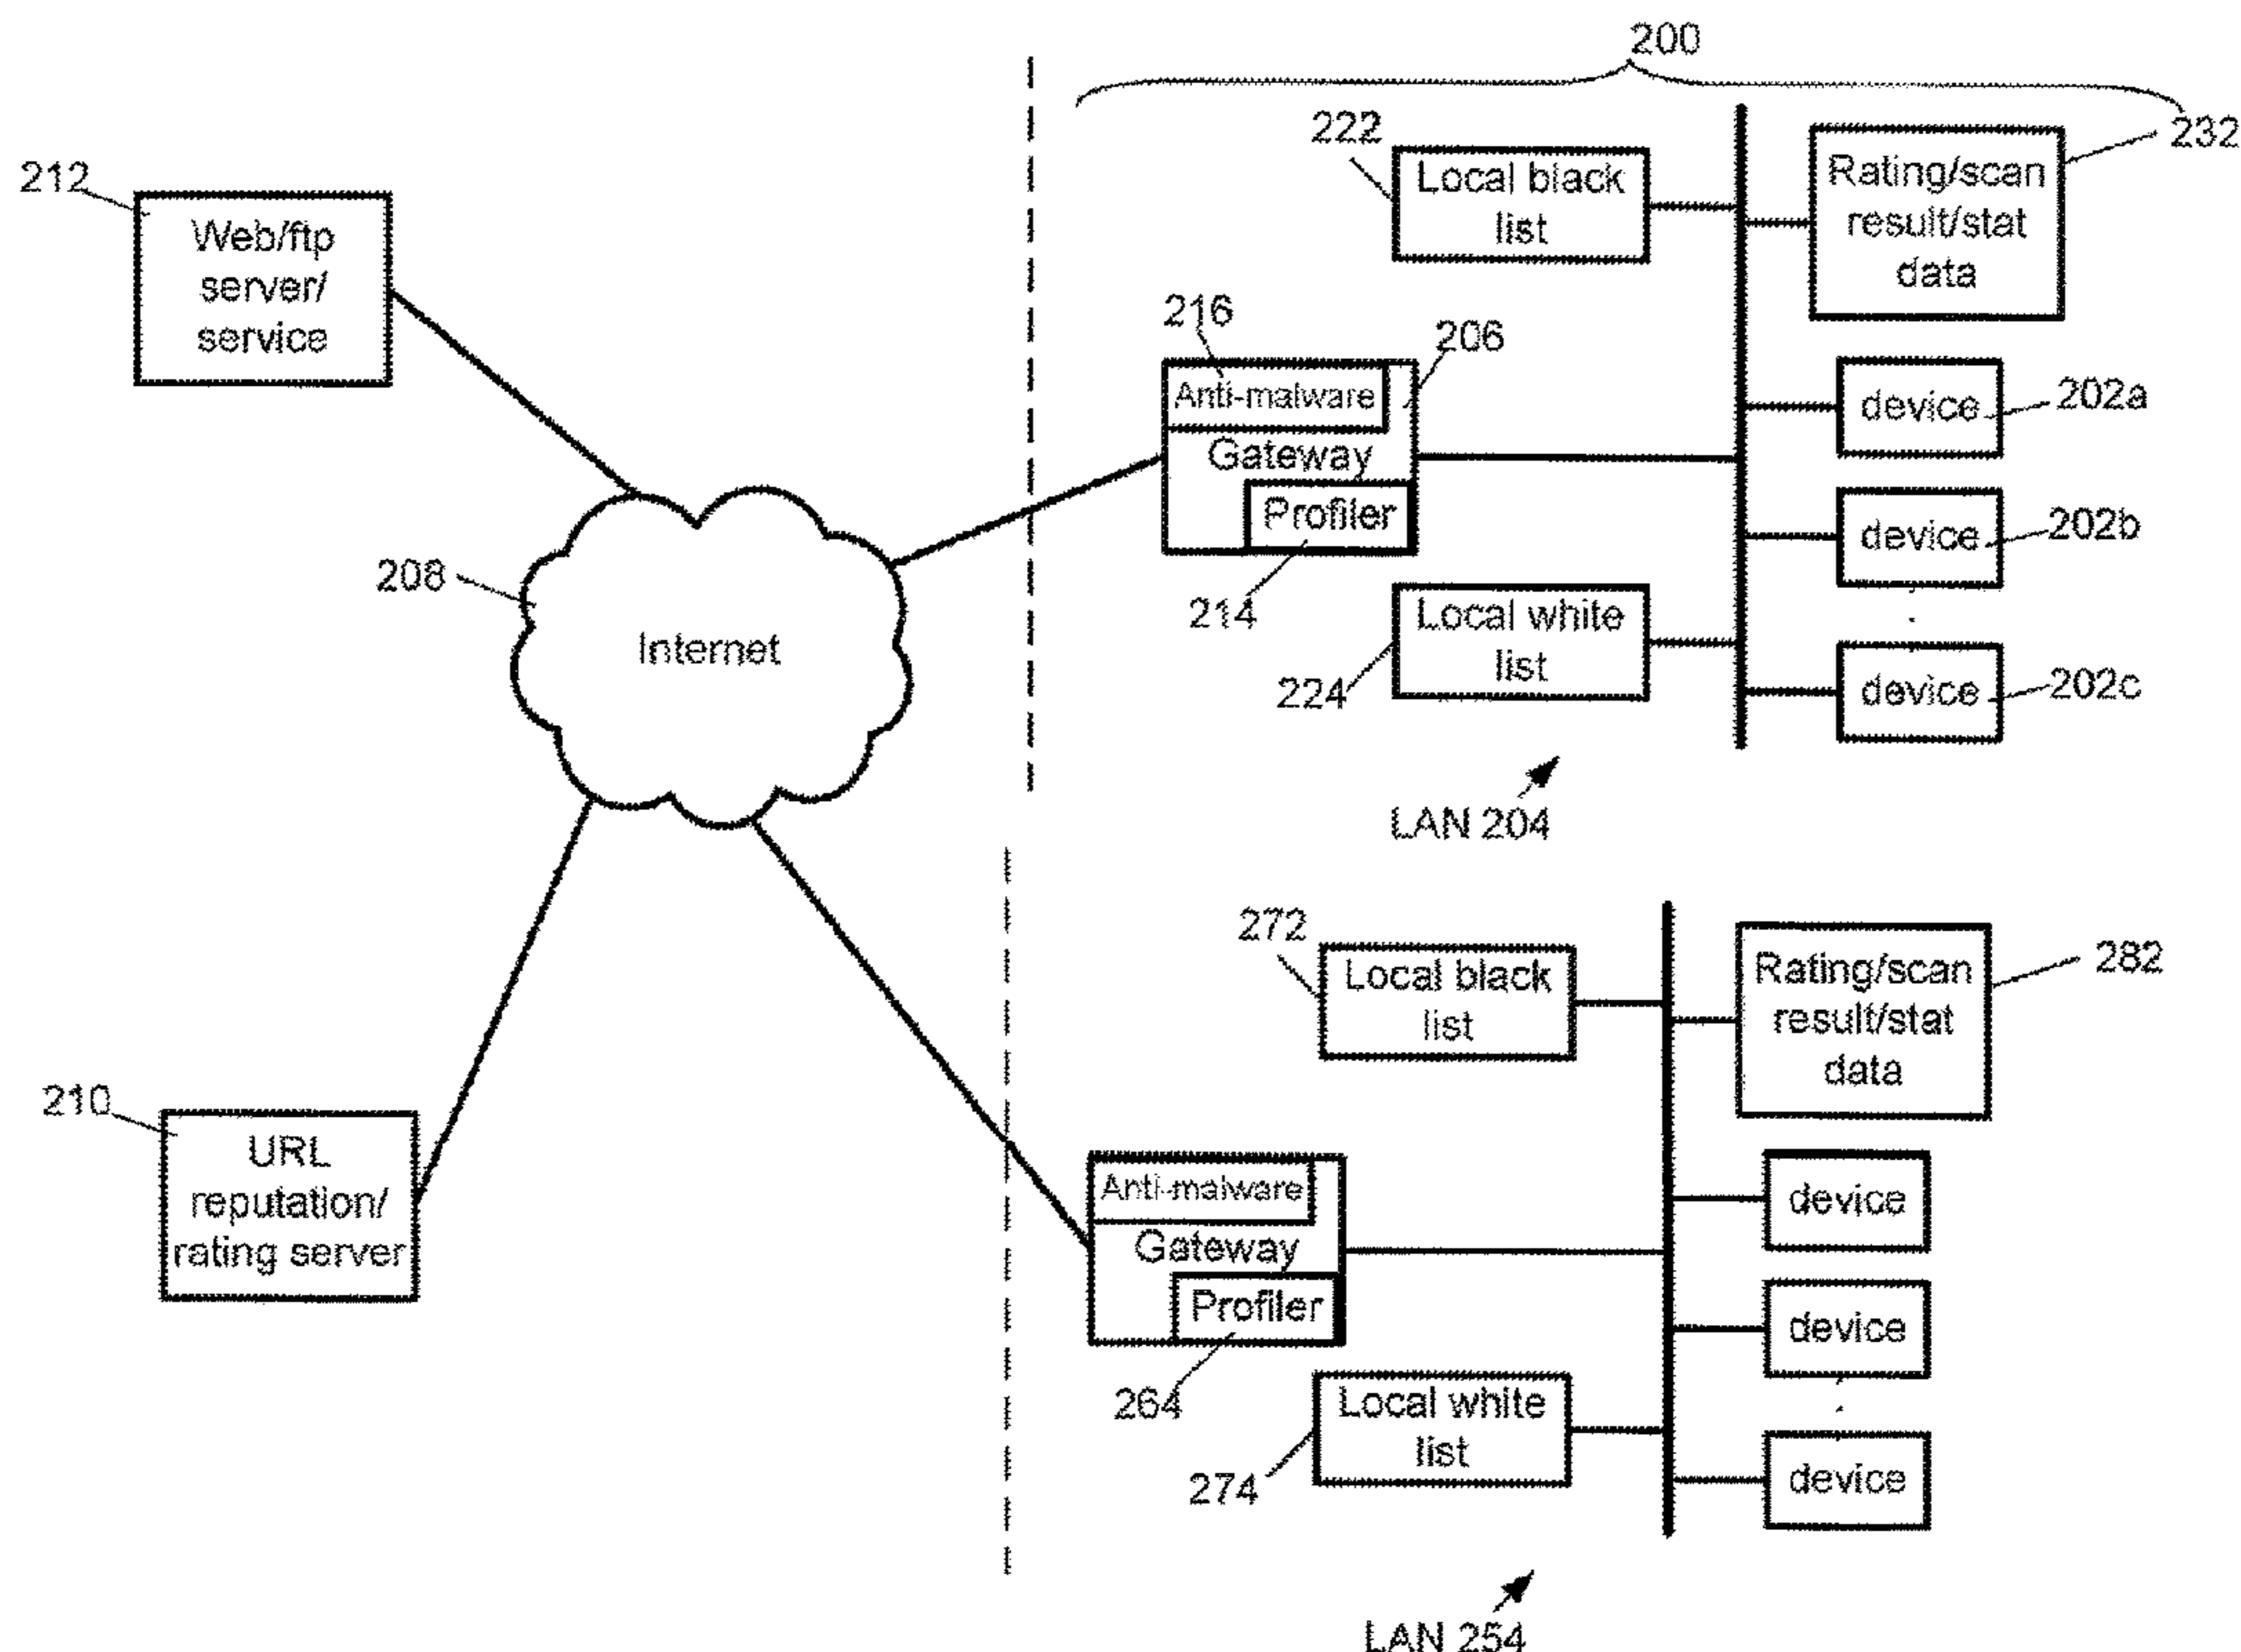 200
212
Web/ftp
server/
service
222
Local black
list
232
Rating/scan
result/stat
data
216
206
Anti-malware
Gateway
Profiler
214
device
202a
device
202b
device
202c
Local white
list
224
208
Internet
LAN 204
210
URL
reputation/
rating server
272
Local black
list
282
Rating/scan
result/stat
data
Anti-malware
Gateway
Profiler
264
device
device
device
Local white
list
274
LAN 254